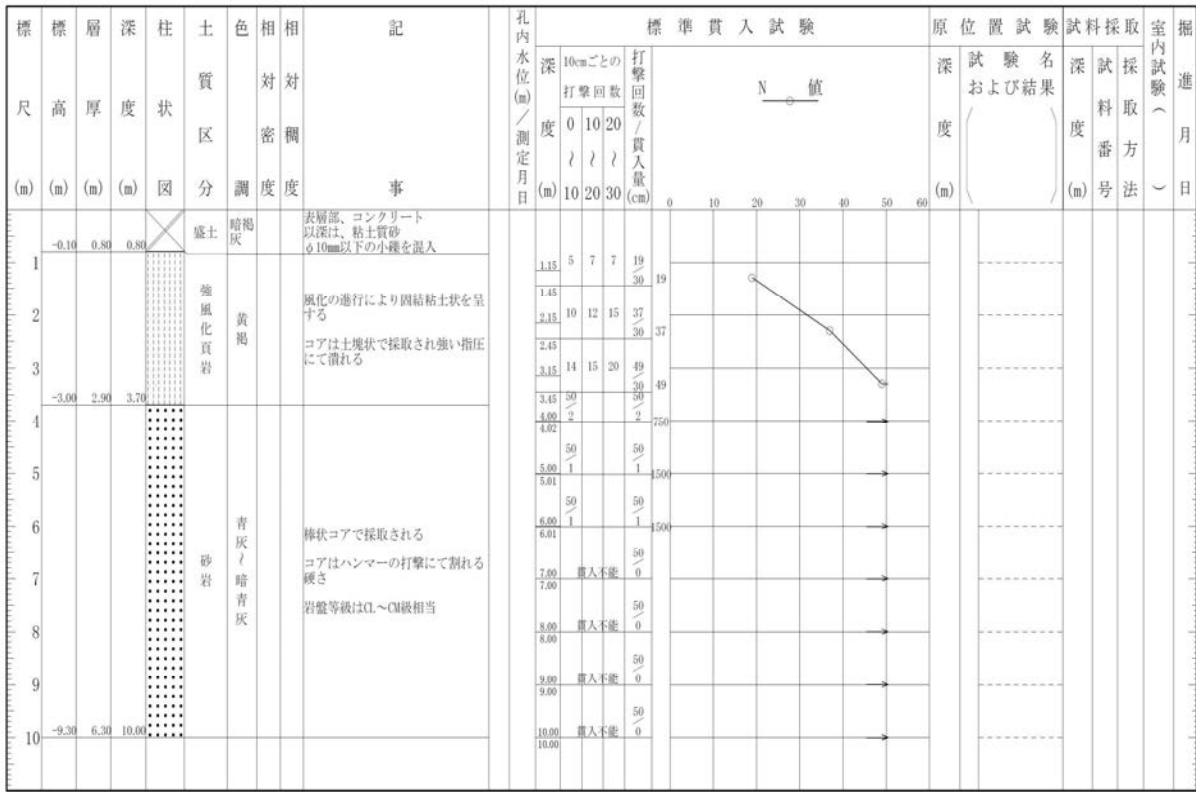 標尺(m)
標高(m)
層厚(m)
深度(m)
柱状図
土質区分
色調
相対密度
相対稠度
記事
孔内水位(m)/測定月日
標準貫入試験
深度(m)
10cmごとの打撃回数
0〜10
10〜20
20〜30
打撃回数/貫入量(cm)
N 値
0 10 20 30 40 50 60
原位置試験
深度(m)
試験名および結果
試料採取
深度(m)
試料番号
採取方法
室内試験( )
掘進月日
-0.10 0.80 0.80
盛土
暗褐灰
表層部、コンクリート
以深は、粘土質砂
φ10mm以下の小礫を混入
-3.00 2.90 3.70
強風化頁岩
黄褐
風化の進行により固結粘土状を呈
する
コアは土塊状で採取され強い指圧
にて潰れる
-9.30 6.30 10.00
砂岩
青灰〜暗青灰
棒状コアで採取される
コアはハンマーの打撃にて割れる
硬さ
岩盤等級はCL〜CM級相当
1
2
3
4
5
6
7
8
9
10
1.15 5 7 7 19/30 19
1.45
2.15 10 12 15 37/30 37
2.45
3.15 14 15 20 49/30 49
3.45
4.00 50/2 50/2 750
4.02
5.00 50/1 50/1 1500
5.01
6.00 50/1 50/1 1500
6.01
7.00 貫入不能 50/0
7.00
8.00 貫入不能 50/0
8.00
9.00 貫入不能 50/0
9.00
10.00 貫入不能 50/0
10.00